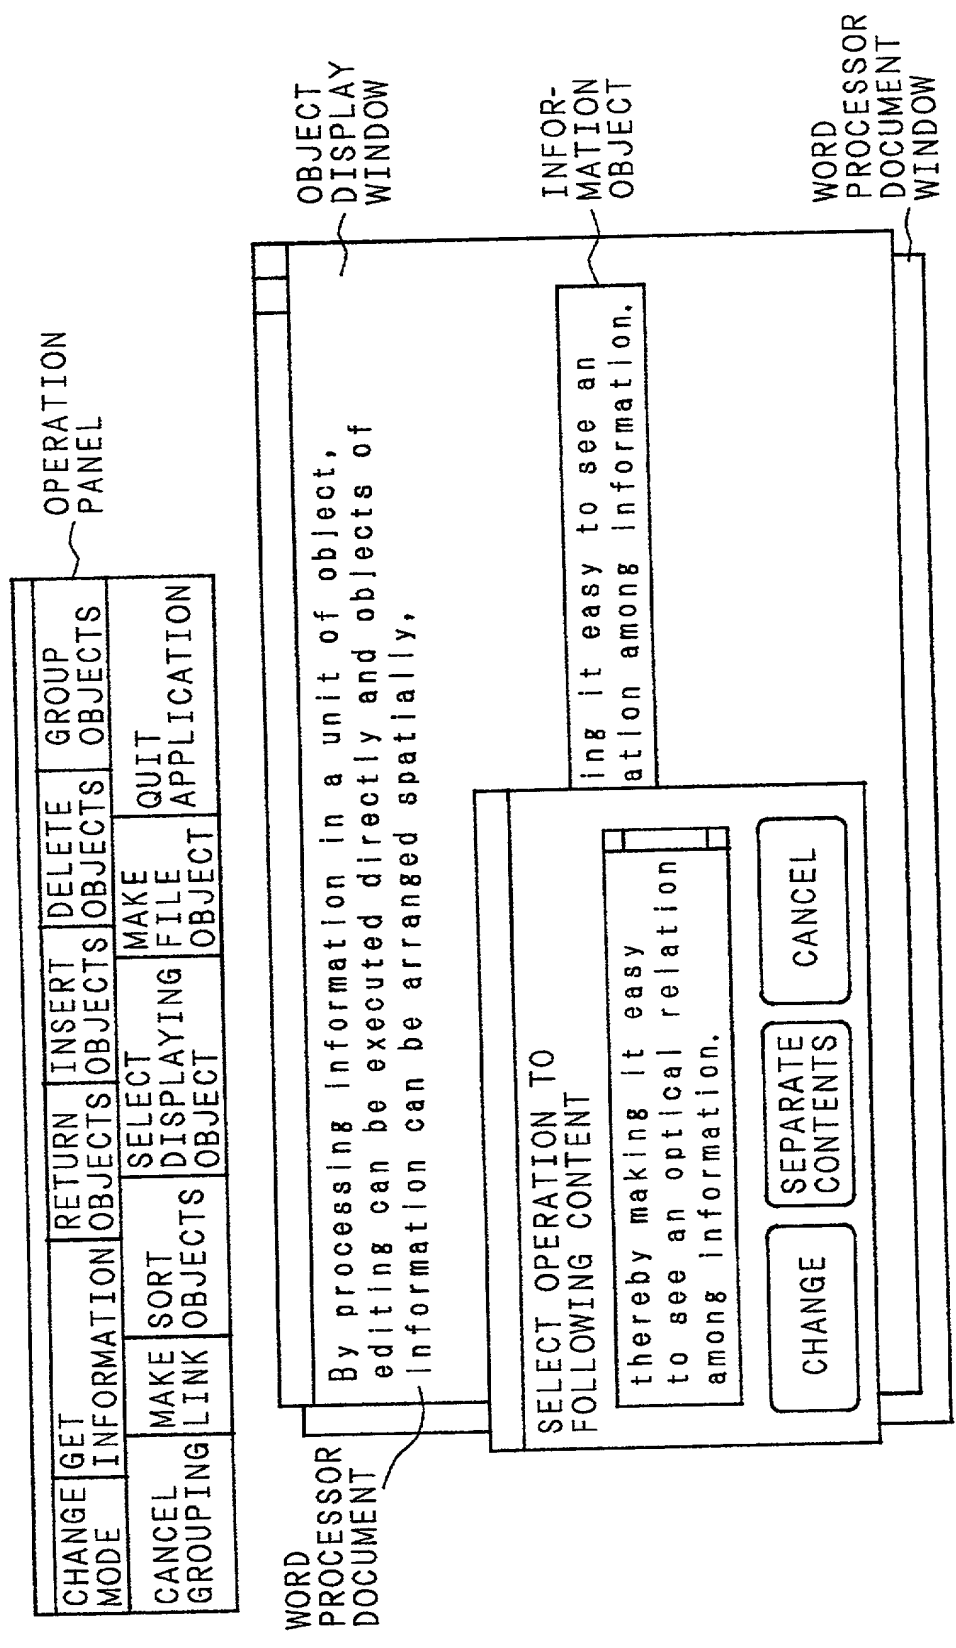 CHANGE
MODE
GET
INFORMATION
RETURN
OBJECTS
INSERT
OBJECTS
DELETE
OBJECTS
GROUP
OBJECTS
CANCEL
GROUPING
MAKE
LINK
SORT
OBJECTS
SELECT
DISPLAYING
OBJECT
MAKE
FILE
OBJECT
QUIT
APPLICATION
OPERATION
PANEL
OBJECT
DISPLAY
WINDOW
WORD
PROCESSOR
DOCUMENT
By processing information in a unit of object,
editing can be executed directly and objects of
information can be arranged spatially,
INFOR-
MATION
OBJECT
ing it easy to see an
ation among information.
SELECT OPERATION TO
FOLLOWING CONTENT
thereby making it easy
to see an optical relation
among information.
CHANGE
SEPARATE
CONTENTS
CANCEL
WORD
PROCESSOR
DOCUMENT
WINDOW